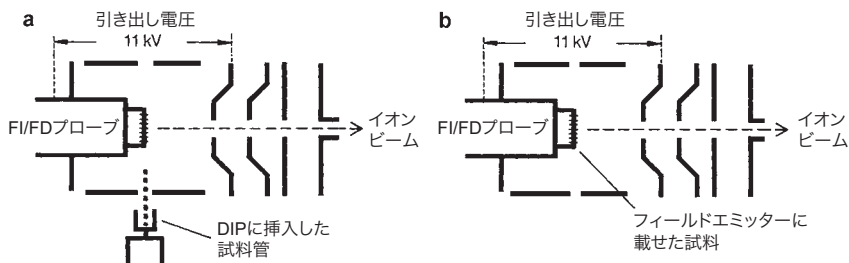 a
引き出し電圧
11 kV
FI/FDプローブ
イオン
ビーム
DIPに挿入した
試料管
b
引き出し電圧
11 kV
FI/FDプローブ
イオン
ビーム
フィールドエミッターに
載せた試料